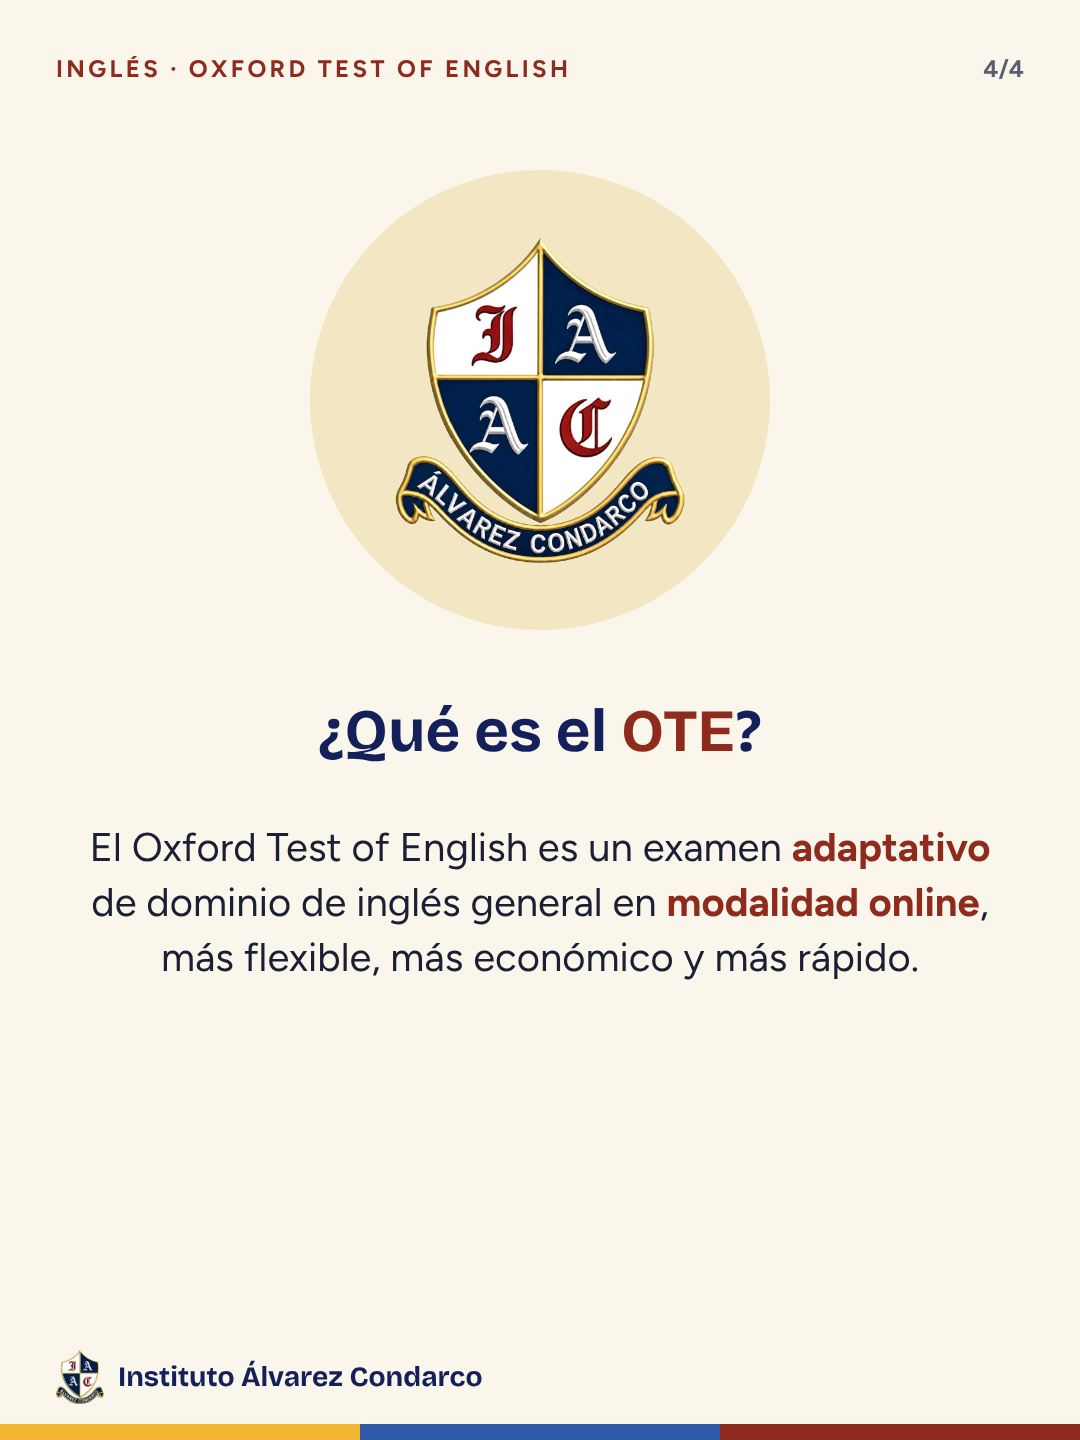 INGLÉS · OXFORD TEST OF ENGLISH
4/4
I A
A C
ÁLVAREZ CONDARCO
¿Qué es el OTE?
El Oxford Test of English es un examen adaptativo
de dominio de inglés general en modalidad online,
más flexible, más económico y más rápido.
I A
A C
Instituto Álvarez Condarco